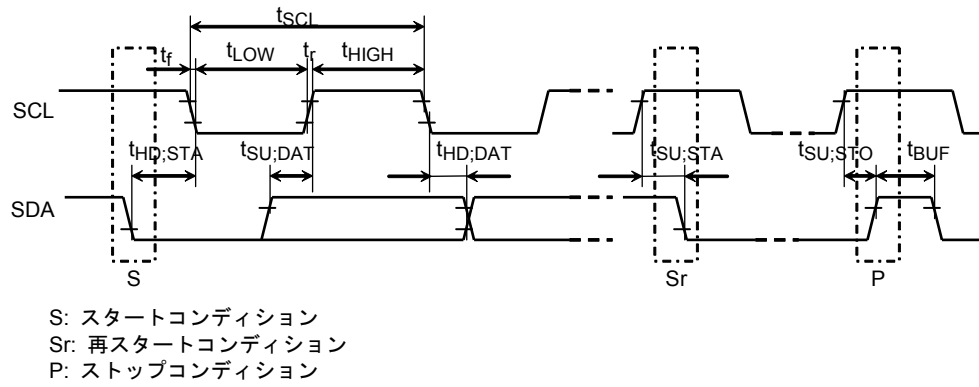 tSCL
tf tLOW tr tHIGH
SCL
tHD;STA tSU;DAT tHD;DAT tSU;STA tSU;STO tBUF
SDA
S Sr P
S: スタートコンディション
Sr: 再スタートコンディション
P: ストップコンディション